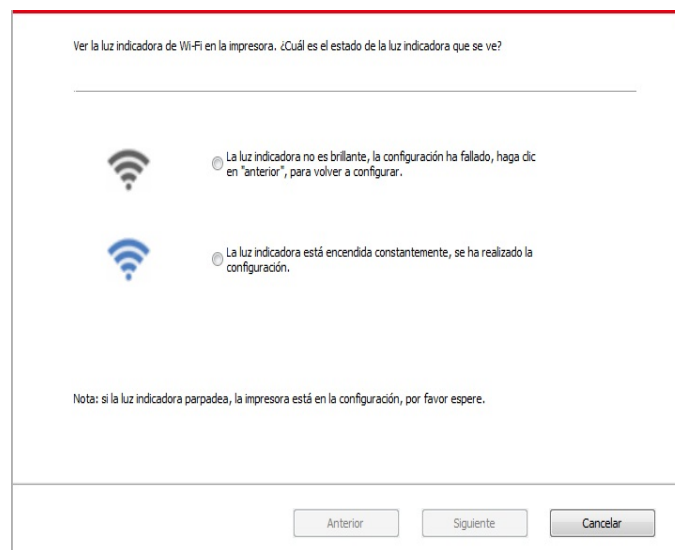 Ver la luz indicadora de Wi-Fi en la impresora. ¿Cuál es el estado de la luz indicadora que se ve?
La luz indicadora no es brillante, la configuración ha fallado, haga clic
en "anterior", para volver a configurar.
La luz indicadora está encendida constantemente, se ha realizado la
configuración.
Nota: si la luz indicadora parpadea, la impresora está en la configuración, por favor espere.
Anterior
Siguiente
Cancelar